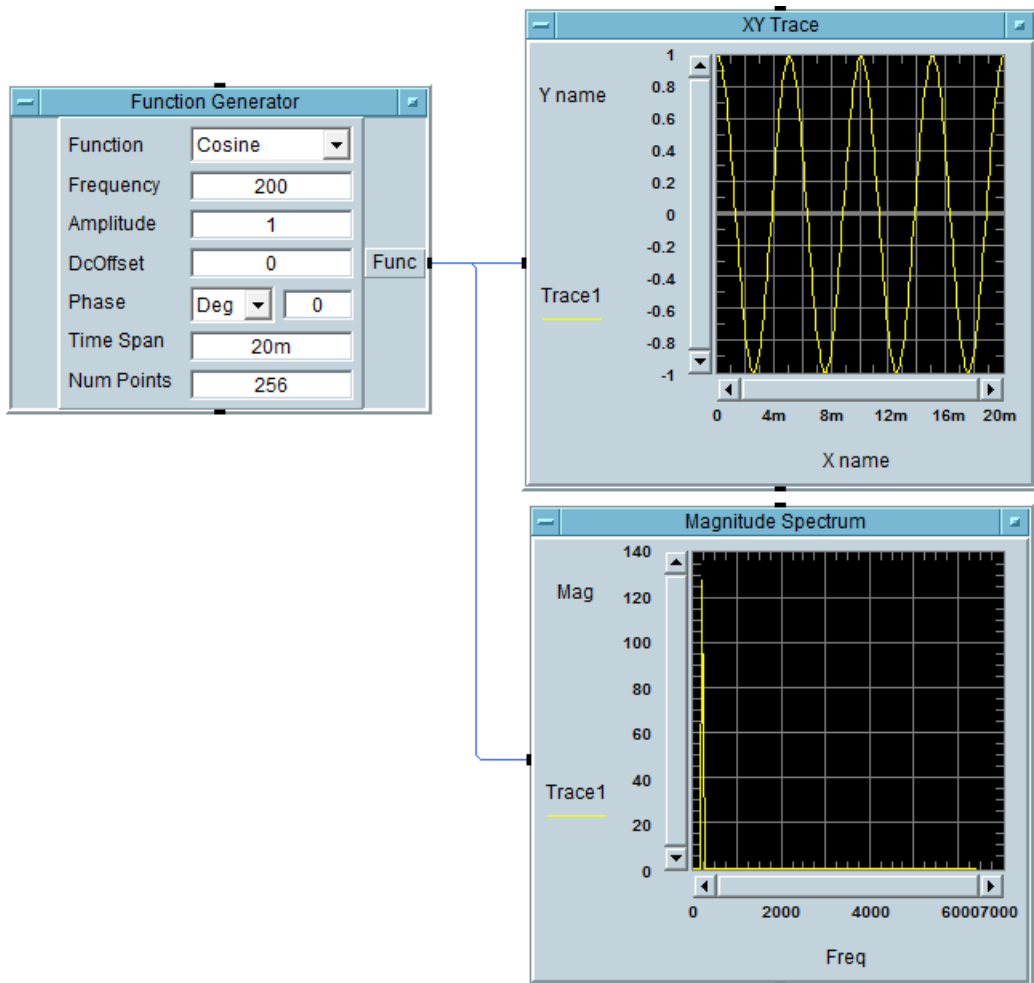 Function Generator
Function Cosine
Frequency 200
Amplitude 1
DcOffset 0
Func
Phase Deg 0
Time Span 20m
Num Points 256
XY Trace
Y name
Trace1
1
0.8
0.6
0.4
0.2
0
-0.2
-0.4
-0.6
-0.8
-1
0 4m 8m 12m 16m 20m
X name
Magnitude Spectrum
Mag
Trace1
140
120
100
80
60
40
20
0
0 2000 4000 60007000
Freq